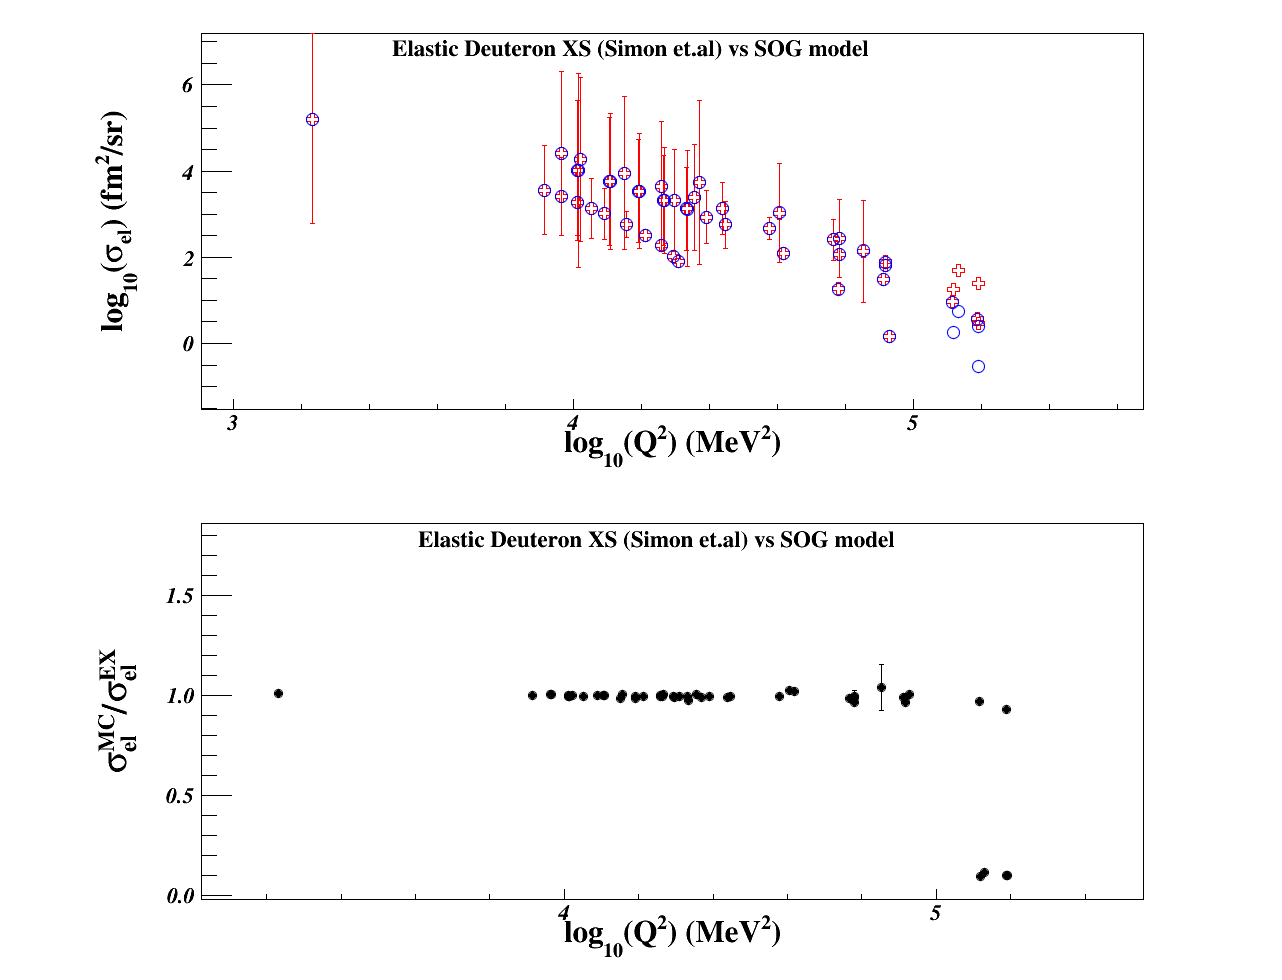 Elastic Deuteron XS (Simon et.al) vs SOG model
log₁₀(σₑₗ) (fm²/sr)
6
4
2
0
3
4
5
log₁₀(Q²) (MeV²)
Elastic Deuteron XS (Simon et.al) vs SOG model
σₑₗᴹᶜ/σₑₗᴱˣ
1.5
1.0
0.5
0.0
4
5
log₁₀(Q²) (MeV²)